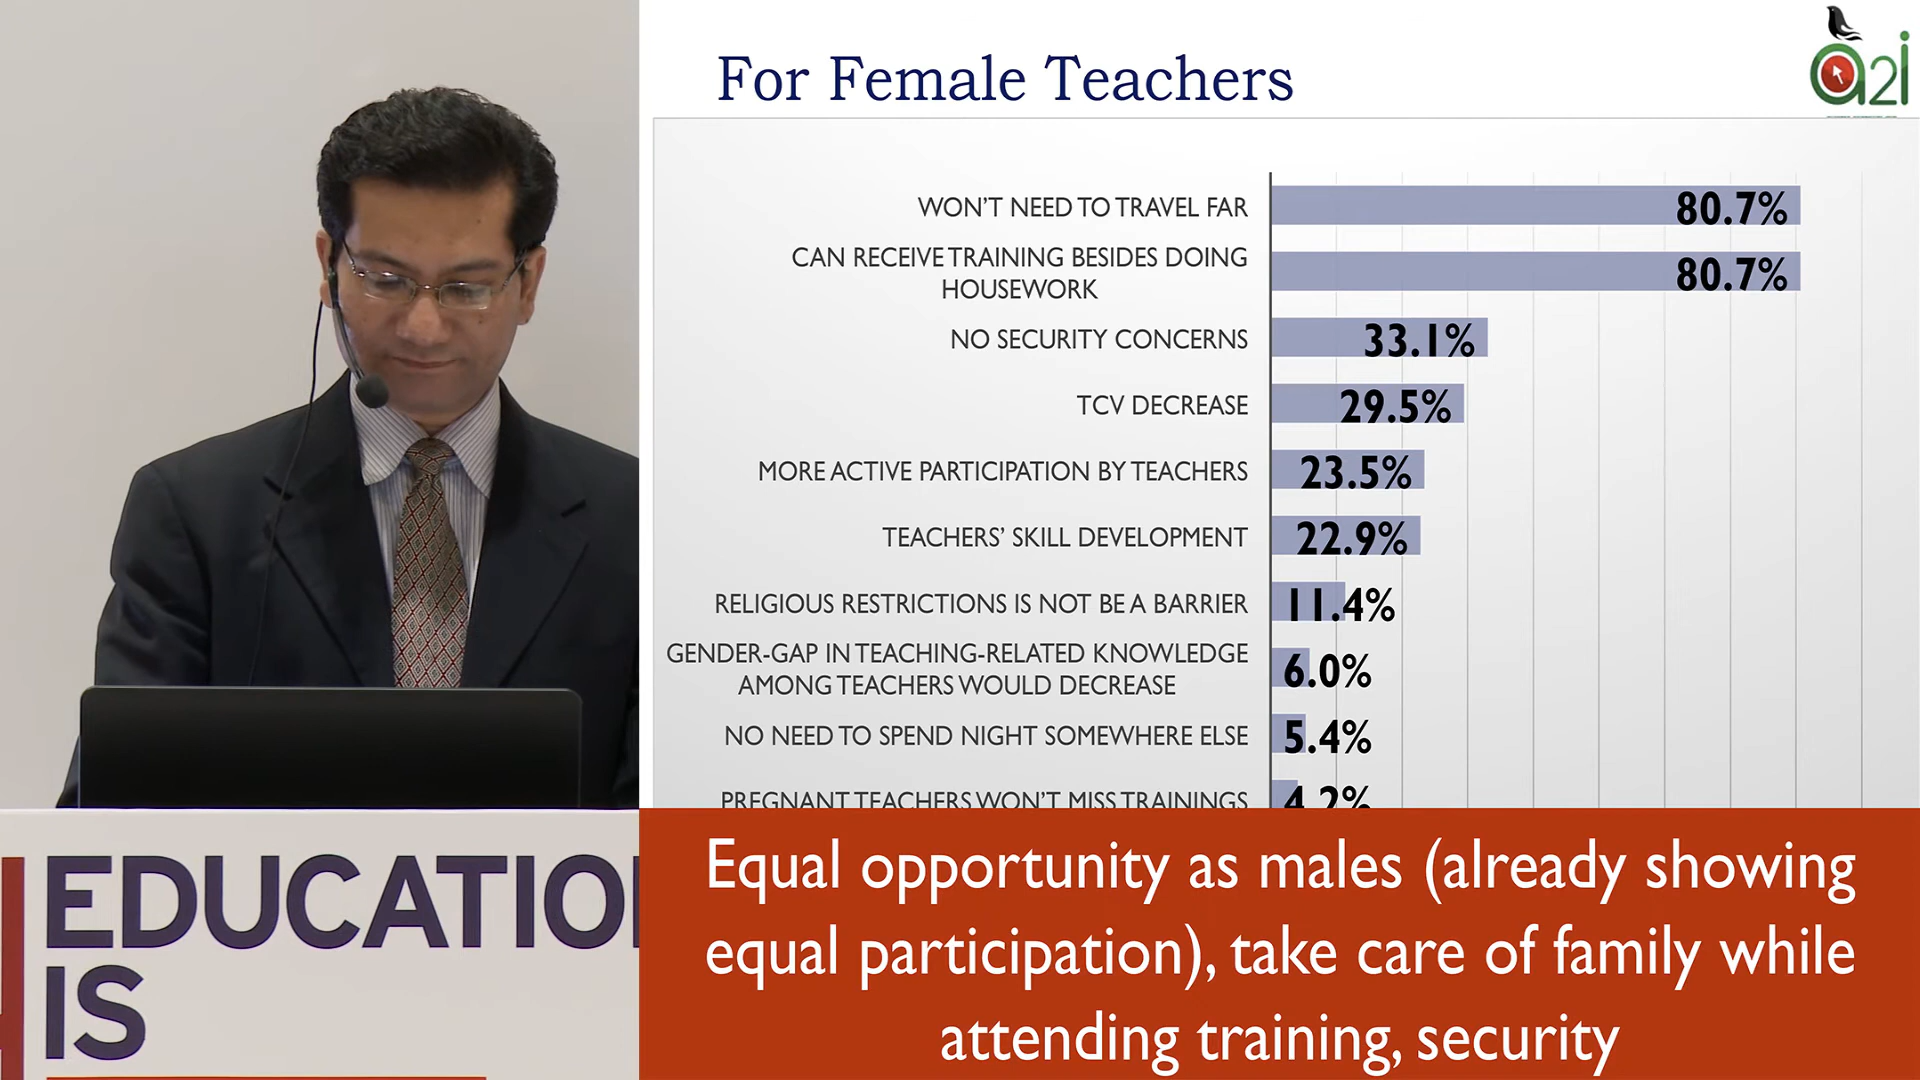 For Female Teachers
a2i
WON'T NEED TO TRAVEL FAR
80.7%
CAN RECEIVE TRAINING BESIDES DOING
HOUSEWORK
80.7%
NO SECURITY CONCERNS
33.1%
TCV DECREASE
29.5%
MORE ACTIVE PARTICIPATION BY TEACHERS
23.5%
TEACHERS' SKILL DEVELOPMENT
22.9%
RELIGIOUS RESTRICTIONS IS NOT BE A BARRIER
11.4%
GENDER-GAP IN TEACHING-RELATED KNOWLEDGE
AMONG TEACHERS WOULD DECREASE
6.0%
NO NEED TO SPEND NIGHT SOMEWHERE ELSE
5.4%
PREGNANT TEACHERS WON'T MISS TRAININGS
4.2%
Equal opportunity as males (already showing
equal participation), take care of family while
attending training, security
EDUCATIO
IS